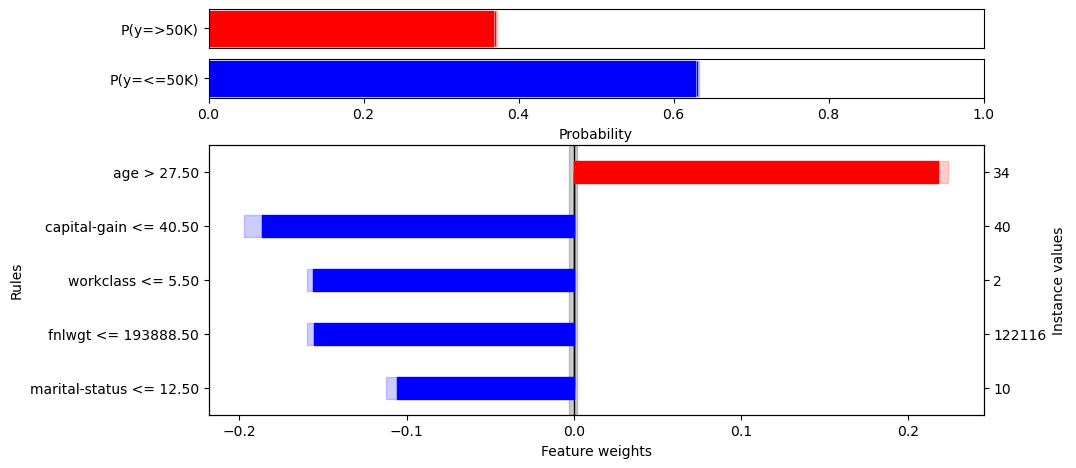 P(y=>50K)
P(y=<=50K)
0.0 0.2 0.4 0.6 0.8 1.0
Probability
age > 27.50 34
capital-gain <= 40.50 40
workclass <= 5.50 2
fnlwgt <= 193888.50 122116
marital-status <= 12.50 10
Rules
Instance values
−0.2 −0.1 0.0 0.1 0.2
Feature weights